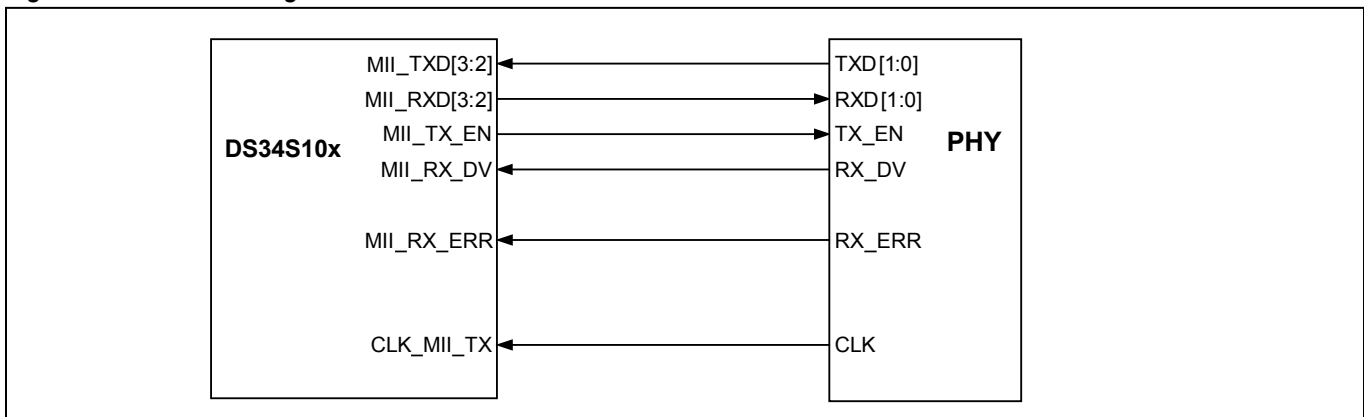 MII_TXD[3:2] TXD[1:0]
MII_RXD[3:2] RXD[1:0]
MII_TX_EN TX_EN
DS34S10x PHY
MII_RX_DV RX_DV
MII_RX_ERR RX_ERR
CLK_MII_TX CLK